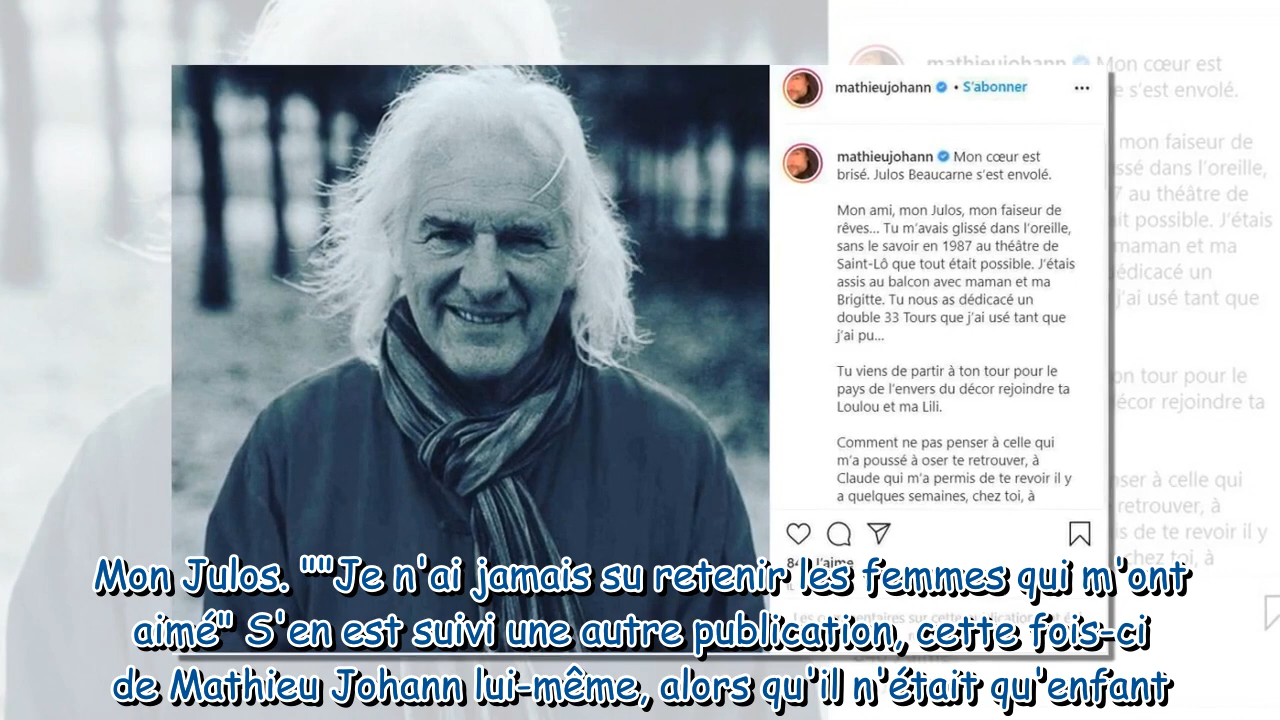 mathieujohann • S'abonner
mathieujohann Mon cœur est
brisé. Julos Beaucarne s'est envolé.
Mon ami, mon Julos, mon faiseur de
rêves... Tu m'avais glissé dans l'oreille,
sans le savoir en 1987 au théâtre de
Saint-Lô que tout était possible. J'étais
assis au balcon avec maman et ma
Brigitte. Tu nous as dédicacé un
double 33 Tours que j'ai usé tant que
j'ai pu...
Tu viens de partir à ton tour pour le
pays de l'envers du décor rejoindre ta
Loulou et ma Lili.
Comment ne pas penser à celle qui
m'a poussé à oser te retrouver, à
Claude qui m'a permis de te revoir il y
a quelques semaines, chez toi, à
J'aime
mathieujohann Mon cœur est
e s'est envolé.
mon faiseur de
ssé dans l'oreille,
7 au théâtre de
it possible. J'étais
maman et ma
édicacé un
j'ai usé tant que
on tour pour le
écor rejoindre ta
nser à celle qui
retrouver, à
is de te revoir il y
chez toi, à
Mon Julos. ""Je n'ai jamais su retenir les femmes qui m'ont
aimé" S'en est suivi une autre publication, cette fois-ci
de Mathieu Johann lui-même, alors qu'il n'était qu'enfant